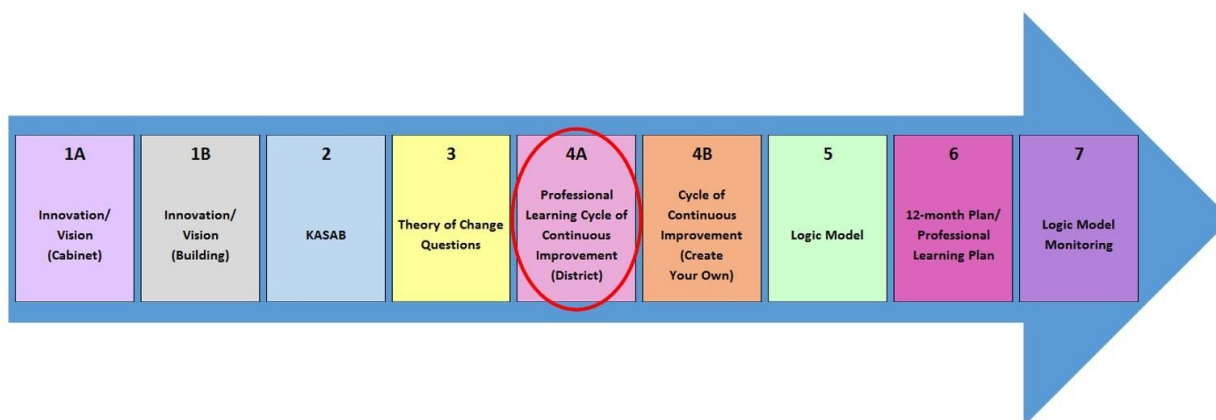 1A
Innovation/
Vision
(Cabinet)
1B
Innovation/
Vision
(Building)
2
KASAB
3
Theory of Change
Questions
4A
Professional
Learning Cycle of
Continuous
Improvement
(District)
4B
Cycle of
Continuous
Improvement
(Create
Your Own)
5
Logic Model
6
12-month Plan/
Professional
Learning Plan
7
Logic Model
Monitoring